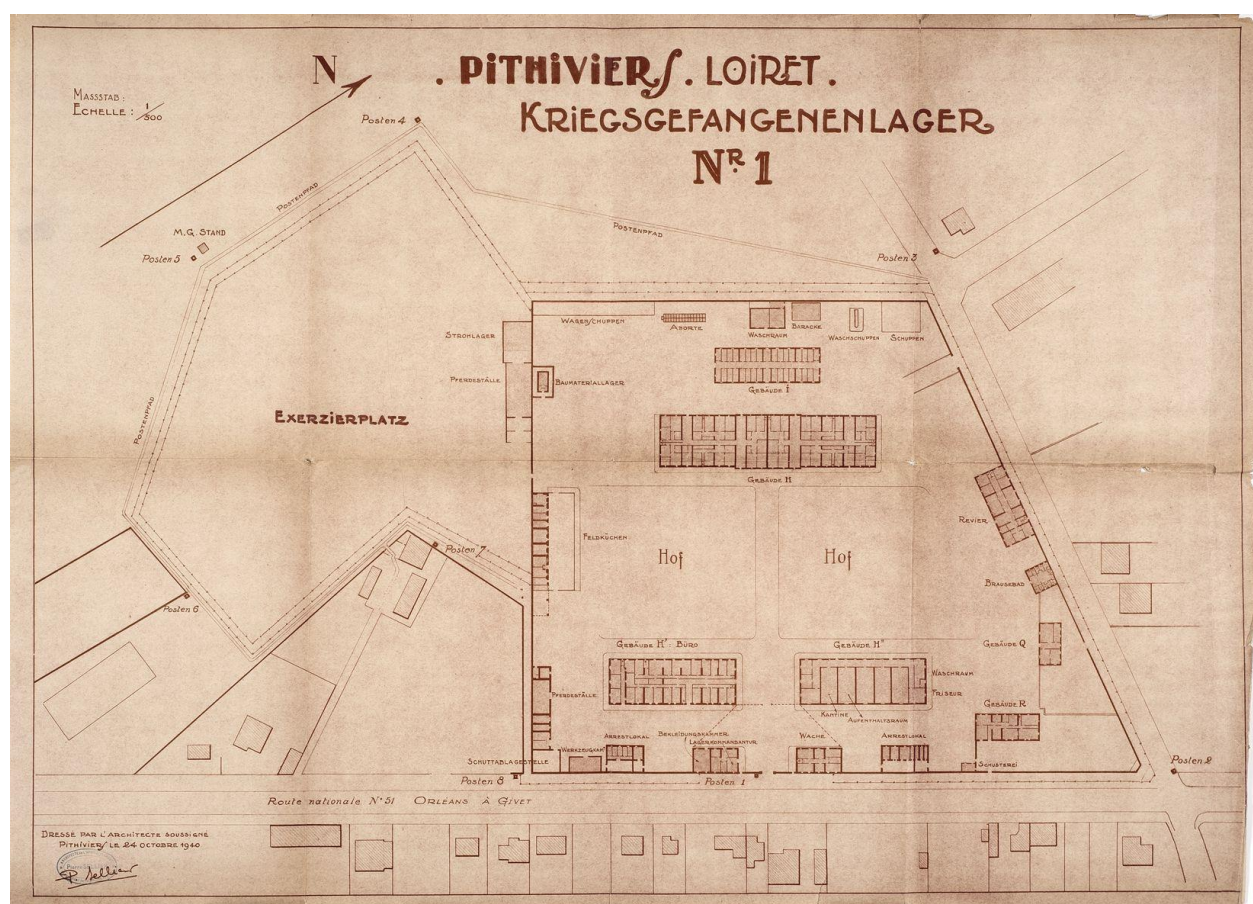 N
. PITHIVIERS . LOIRET .
KRIEGSGEFANGENENLAGER
NR. 1
MASSSTAB :
ECHELLE : 1/500
Posten 4
POSTENPFAD
M.G. STAND
Posten 5
POSTENPFAD
Posten 3
WAGENSCHUPPEN
ABORTE
WASCHRAUM
BARACKE
WASCHSCHUPPEN
SCHUPPEN
STROHLAGER
PFERDESTÄLLE
BAUMATERIALLAGER
GEBÄUDE I
POSTENPFAD
EXERZIERPLATZ
GEBÄUDE H
REVIER
FELDKÜCHEN
Hof
Hof
Posten 7
BRAUSEBAD
Posten 6
GEBÄUDE H' : BÜRO
GEBÄUDE H"
GEBÄUDE Q
WASCHRAUM
FRISEUR
PFERDESTÄLLE
KANTINE
AUFENTHALTSRAUM
GEBÄUDE R
ARRESTLOKAL
BEKLEIDUNGSKAMMER
LAGERKOMMANDANTUR
WACHE
ARRESTLOKAL
SCHUTTABLAGESTELLE
SCHUSTEREI
Posten 2
Posten 8
Posten 1
Route nationale N° 51 ORLEANS À GIVET
DRESSÉ PAR L'ARCHITECTE SOUSSIGNÉ
PITHIVIERS LE 24 OCTOBRE 1940
P. Sellier